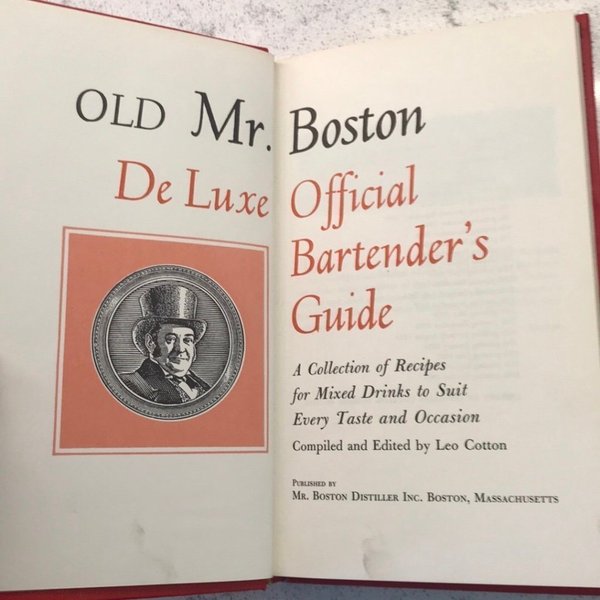 OLD Mr. Boston
De Luxe Official
Bartender's
Guide
A Collection of Recipes
for Mixed Drinks to Suit
Every Taste and Occasion
Compiled and Edited by Leo Cotton
Published by
Mr. Boston Distiller Inc. Boston, Massachusetts